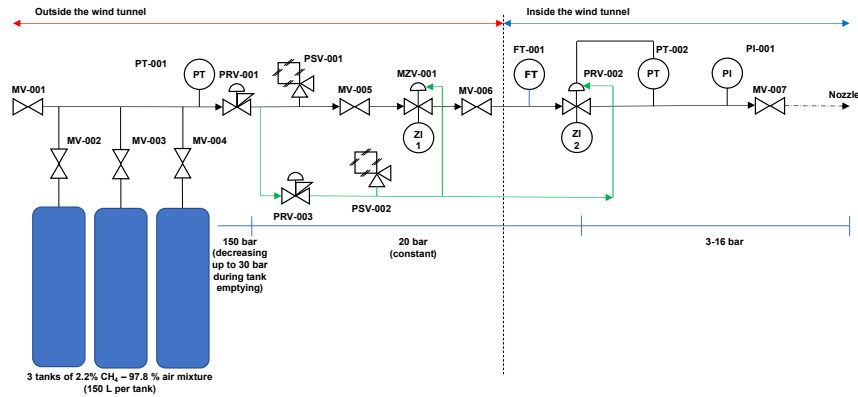 Outside the wind tunnel
Inside the wind tunnel
PSV-001
FT-001
PT-002
PI-001
PT-001
PRV-001
MV-005
MZV-001
PRV-002
MV-001
PT
MV-006
FT
PT
PI
MV-007
Nozzle
MV-002
MV-003
MV-004
ZI
1
ZI
2
PRV-003
PSV-002
150 bar
(decreasing
up to 30 bar
during tank
emptying)
20 bar
(constant)
3-16 bar
3 tanks of 2.2% CH4 – 97.8 % air mixture
(150 L per tank)